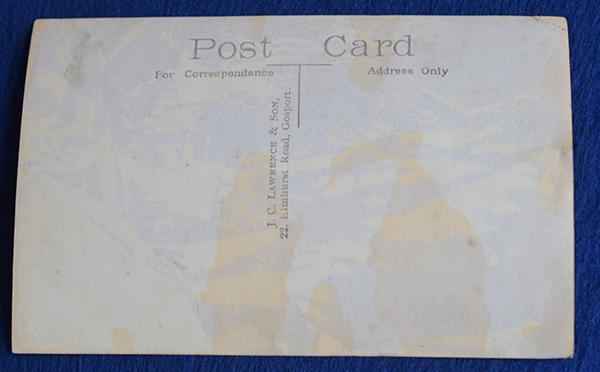 Post Card
For Correspondence Address Only
J. C. LAWRENCE & SON,
22, Elmhurst Road, Gosport.